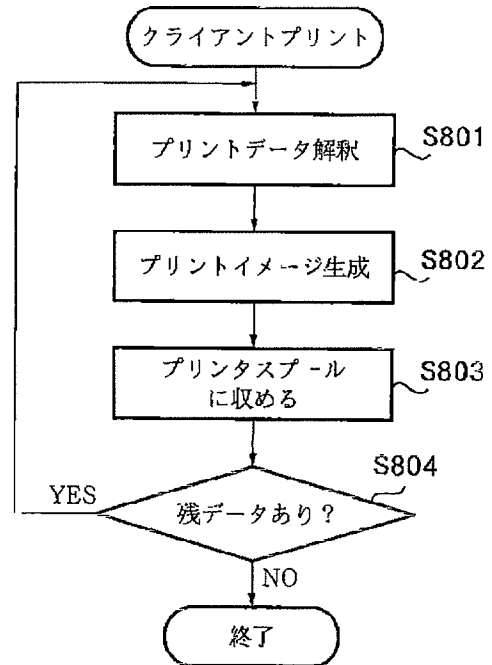 クライアントプリント
プリントデータ解釈
S801
プリントイメージ生成
S802
プリンタスプール
に収める
S803
S804
残データあり?
YES
NO
終了